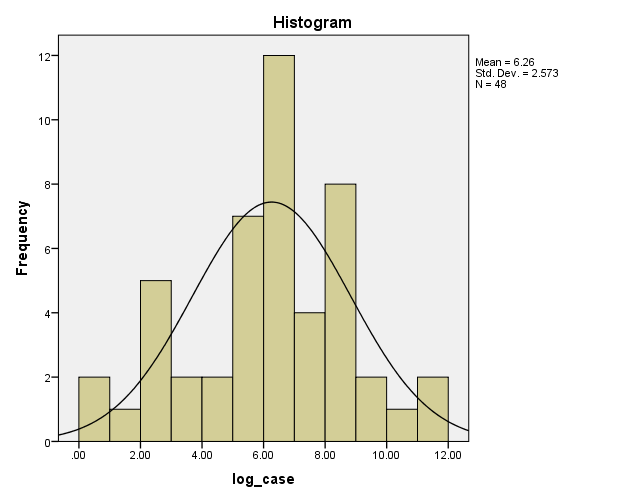 Histogram
Mean = 6.26
Std. Dev. = 2.573
N = 48
Frequency
12
10
8
6
4
2
0
.00 2.00 4.00 6.00 8.00 10.00 12.00
log_case